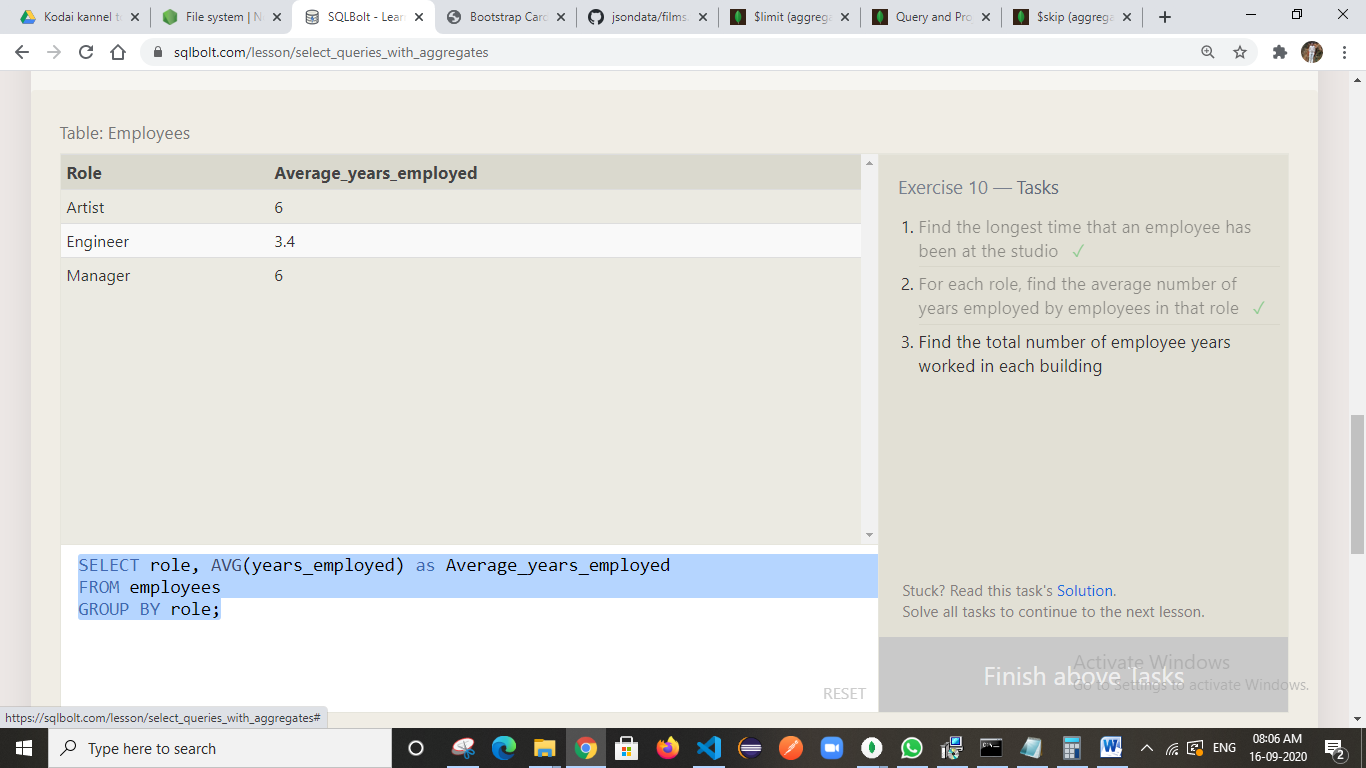 Kodai kannel t
File system | N
SQLBolt - Lear
Bootstrap Card
jsondata/films
$limit (aggrega
Query and Pro
$skip (aggrega
sqlbolt.com/lesson/select_queries_with_aggregates
Table: Employees
Role Average_years_employed
Artist 6
Engineer 3.4
Manager 6
Exercise 10 — Tasks
1. Find the longest time that an employee has
been at the studio ✓
2. For each role, find the average number of
years employed by employees in that role ✓
3. Find the total number of employee years
worked in each building
SELECT role, AVG(years_employed) as Average_years_employed
FROM employees
GROUP BY role;
RESET
Stuck? Read this task's Solution.
Solve all tasks to continue to the next lesson.
Finish above Tasks
Activate Windows
Go to Settings to activate Windows.
https://sqlbolt.com/lesson/select_queries_with_aggregates#
Type here to search
ENG
08:06 AM
16-09-2020
2